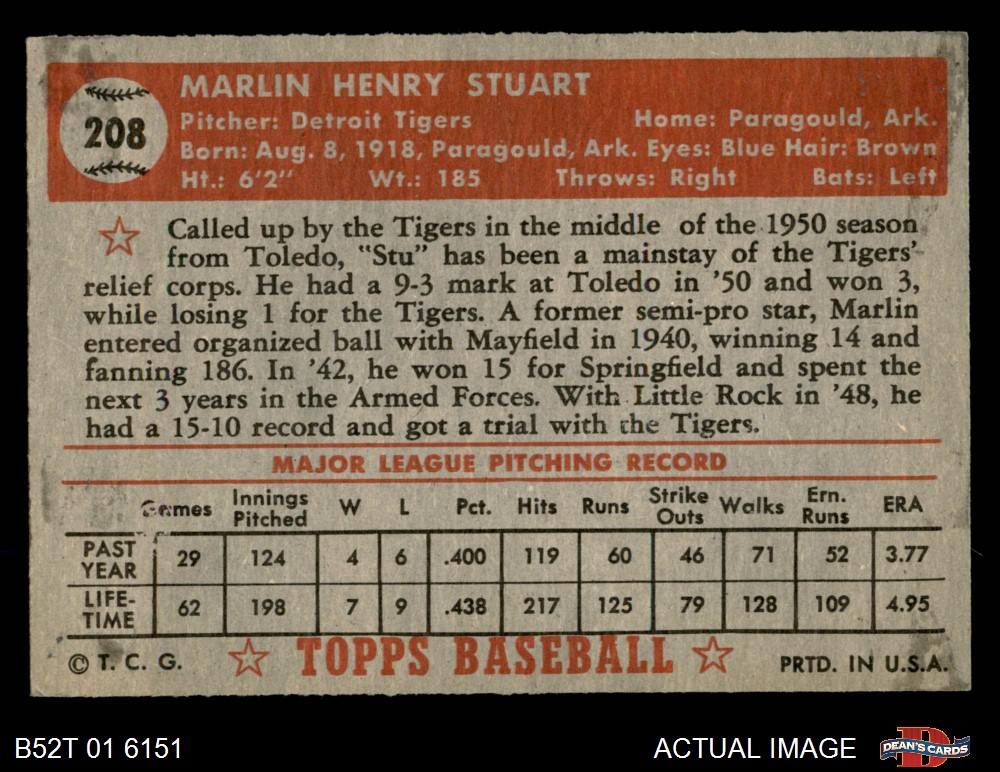 208
MARLIN HENRY STUART
Pitcher: Detroit Tigers Home: Paragould, Ark.
Born: Aug. 8, 1918, Paragould, Ark. Eyes: Blue Hair: Brown
Ht.: 6'2" Wt.: 185 Throws: Right Bats: Left
Called up by the Tigers in the middle of the 1950 season
from Toledo, "Stu" has been a mainstay of the Tigers'
relief corps. He had a 9-3 mark at Toledo in '50 and won 3,
while losing 1 for the Tigers. A former semi-pro star, Marlin
entered organized ball with Mayfield in 1940, winning 14 and
fanning 186. In '42, he won 15 for Springfield and spent the
next 3 years in the Armed Forces. With Little Rock in '48, he
had a 15-10 record and got a trial with the Tigers.
MAJOR LEAGUE PITCHING RECORD
Games Innings Pitched W L Pct. Hits Runs Strike Outs Walks Ern. Runs ERA
PAST YEAR 29 124 4 6 .400 119 60 46 71 52 3.77
LIFE-TIME 62 198 7 9 .438 217 125 79 128 109 4.95
© T. C. G. TOPPS BASEBALL PRTD. IN U.S.A.
B52T 01 6151 ACTUAL IMAGE DEAN'S CARDS